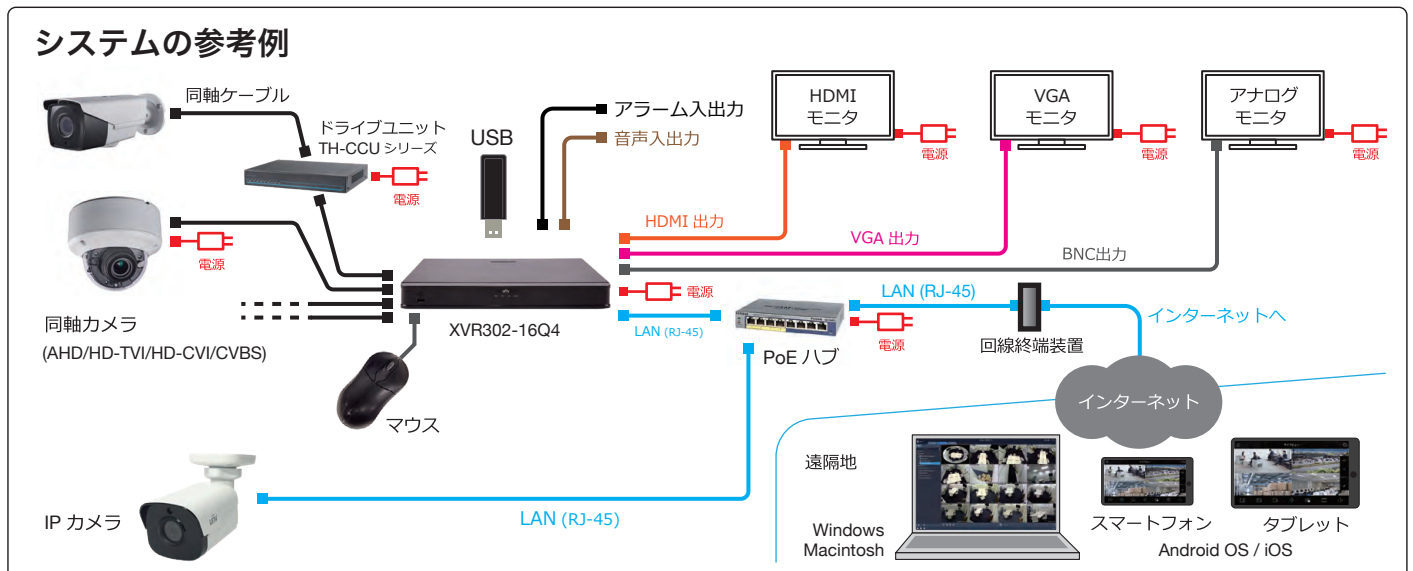 システムの参考例
同軸ケーブル
ドライブユニット
TH-CCU シリーズ
電源
電源
同軸カメラ
(AHD/HD-TVI/HD-CVI/CVBS)
USB
アラーム入出力
音声入出力
HDMI
モニタ
電源
VGA
モニタ
電源
アナログ
モニタ
電源
HDMI 出力
VGA 出力
BNC出力
XVR302-16Q4
電源
LAN (RJ-45)
マウス
PoE ハブ
電源
LAN (RJ-45)
回線終端装置
インターネットへ
インターネット
IP カメラ
LAN (RJ-45)
遠隔地
Windows
Macintosh
スマートフォン
タブレット
Android OS / iOS